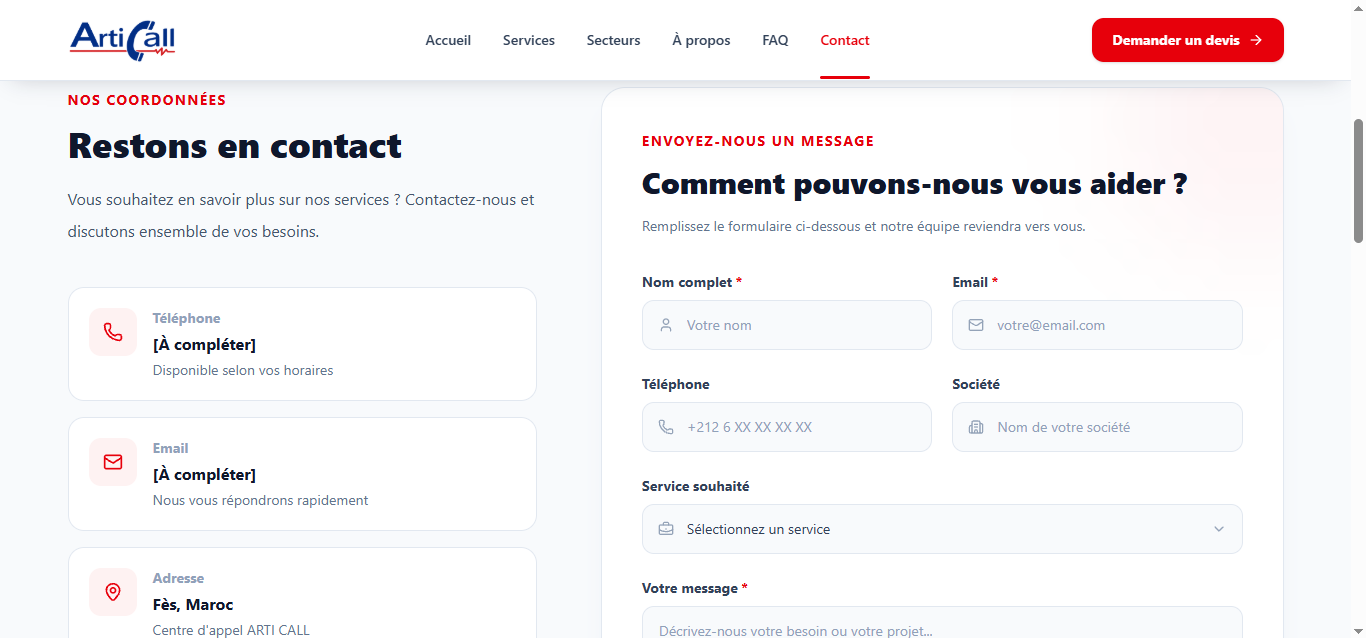 ArtiCall
Accueil
Services
Secteurs
À propos
FAQ
Contact
Demander un devis →
NOS COORDONNÉES
Restons en contact
Vous souhaitez en savoir plus sur nos services ? Contactez-nous et
discutons ensemble de vos besoins.
Téléphone
[À compléter]
Disponible selon vos horaires
Email
[À compléter]
Nous vous répondrons rapidement
Adresse
Fès, Maroc
Centre d'appel ARTI CALL
ENVOYEZ-NOUS UN MESSAGE
Comment pouvons-nous vous aider ?
Remplissez le formulaire ci-dessous et notre équipe reviendra vers vous.
Nom complet *
Votre nom
Email *
votre@email.com
Téléphone
+212 6 XX XX XX XX
Société
Nom de votre société
Service souhaité
Sélectionnez un service
Votre message *
Décrivez-nous votre besoin ou votre projet...